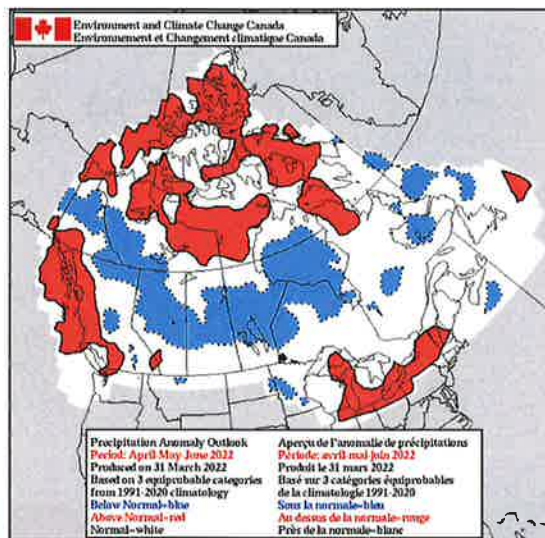 Environment and Climate Change Canada
Environnement et Changement climatique Canada
Precipitation Anomaly Outlook
Period: April-May-June 2022
Produced on 31 March 2022
Based on 3 equiprobable categories
from 1991-2020 climatology
Below Normal=blue
Above Normal=red
Normal=white
Aperçu de l'anomalie de précipitations
Période: avril-mai-juin 2022
Produit le 31 mars 2022
Basé sur 3 catégories équiprobables
de la climatologie 1991-2020
Sous la normale=bleu
Au dessus de la normale=rouge
Près de la normale=blanc